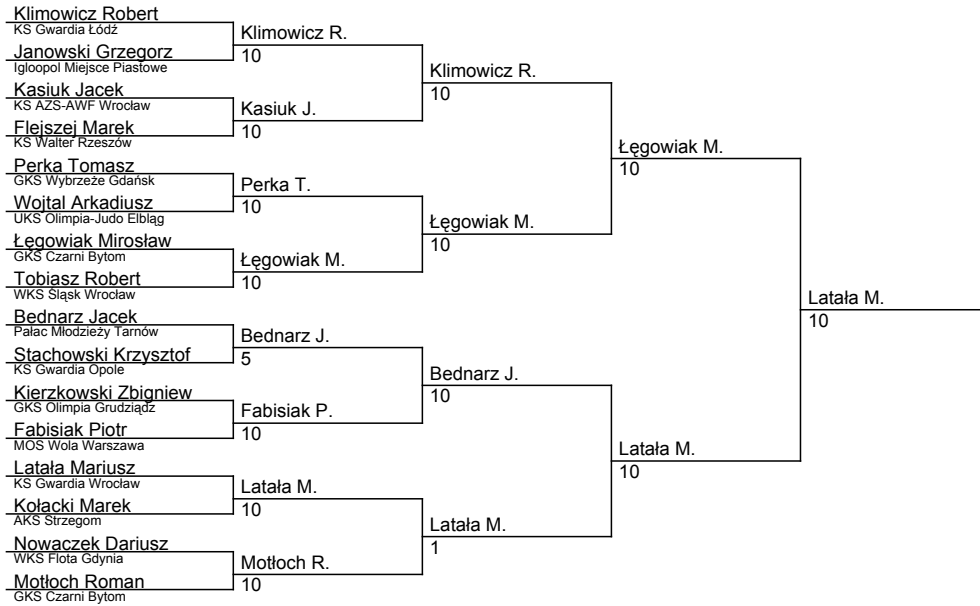 Klimowicz Robert
KS Gwardia Łódź
Janowski Grzegorz
Igloopol Miejsce Piastowe
Kasiuk Jacek
KS AZS-AWF Wrocław
Flejszej Marek
KS Walter Rzeszów
Perka Tomasz
GKS Wybrzeże Gdańsk
Wojtal Arkadiusz
UKS Olimpia-Judo Elbląg
Łęgowiak Mirosław
GKS Czarni Bytom
Tobiasz Robert
WKS Śląsk Wrocław
Bednarz Jacek
Pałac Młodzieży Tarnów
Stachowski Krzysztof
KS Gwardia Opole
Kierzkowski Zbigniew
GKS Olimpia Grudziądz
Fabisiak Piotr
MOS Wola Warszawa
Latała Mariusz
KS Gwardia Wrocław
Kołacki Marek
AKS Strzegom
Nowaczek Dariusz
WKS Flota Gdynia
Motłoch Roman
GKS Czarni Bytom
Klimowicz R.
10
Kasiuk J.
10
Perka T.
10
Łęgowiak M.
10
Bednarz J.
5
Fabisiak P.
10
Latała M.
10
Motłoch R.
10
Klimowicz R.
10
Łęgowiak M.
10
Bednarz J.
10
Latała M.
1
Łęgowiak M.
10
Latała M.
10
Latała M.
10